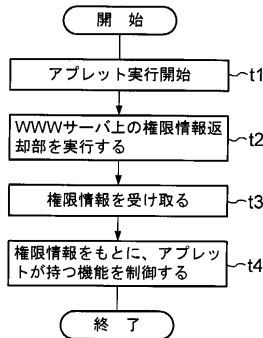 開 始
アプレット実行開始
t1
WWWサーバ上の権限情報返
却部を実行する
t2
権限情報を受け取る
t3
権限情報をもとに、アプレッ
トが持つ機能を制御する
t4
終 了